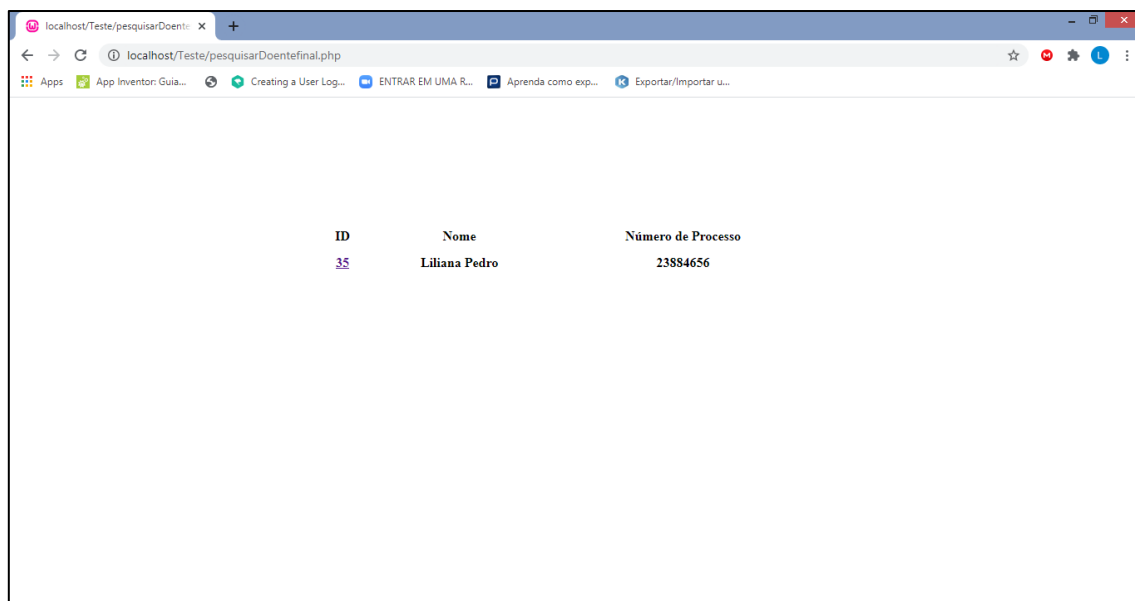 localhost/Teste/pesquisarDoente
localhost/Teste/pesquisarDoentefinal.php
L
Apps App Inventor: Guia... Creating a User Log... ENTRAR EM UMA R... Aprenda como exp... Exportar/Importar u...
ID Nome Número de Processo
35 Liliana Pedro 23884656